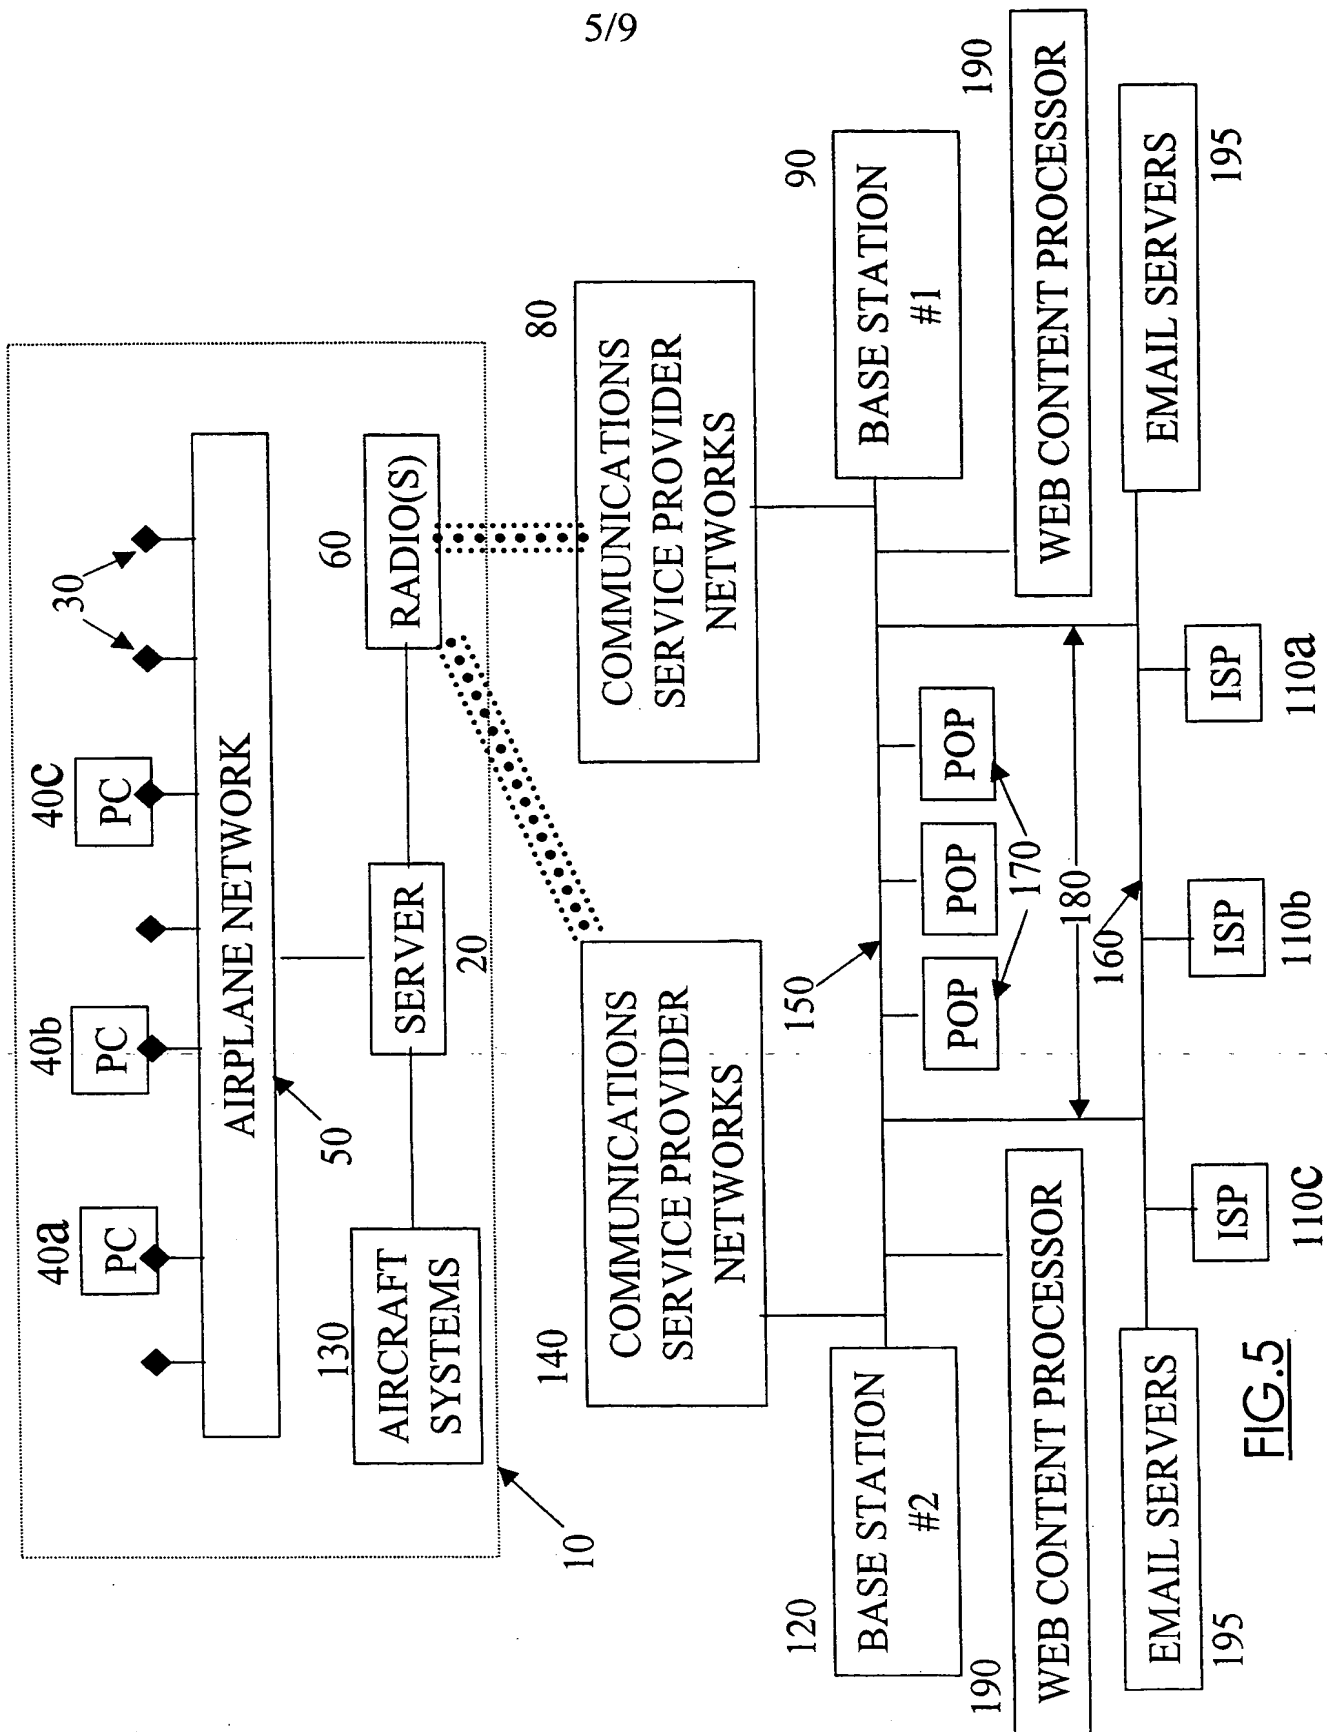 5/9
40a
40b
40c
30
PC
PC
PC
AIRPLANE NETWORK
50
130
20
60
AIRCRAFT
SYSTEMS
SERVER
RADIO(S)
10
140
80
COMMUNICATIONS
SERVICE PROVIDER
NETWORKS
COMMUNICATIONS
SERVICE PROVIDER
NETWORKS
120
150
90
BASE STATION
#2
BASE STATION
#1
POP
POP
POP
170
190
190
WEB CONTENT PROCESSOR
WEB CONTENT PROCESSOR
180
160
EMAIL SERVERS
EMAIL SERVERS
195
195
ISP
ISP
ISP
110c
110b
110a
FIG.5